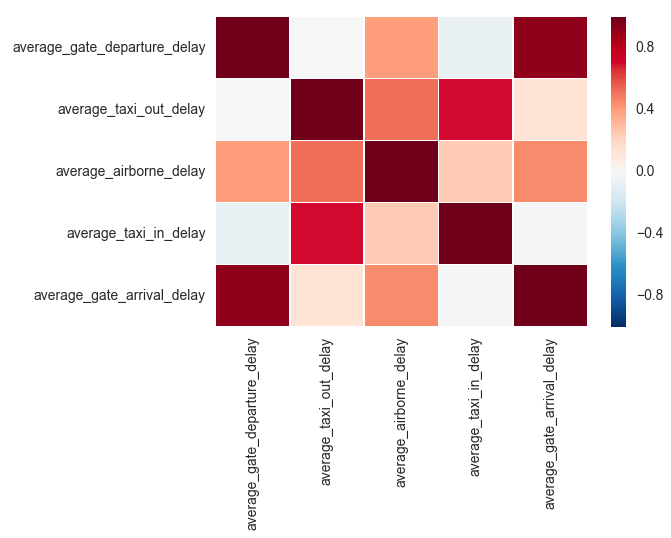 average_gate_departure_delay
average_taxi_out_delay
average_airborne_delay
average_taxi_in_delay
average_gate_arrival_delay
0.8
0.4
0.0
−0.4
−0.8
average_gate_departure_delay
average_taxi_out_delay
average_airborne_delay
average_taxi_in_delay
average_gate_arrival_delay